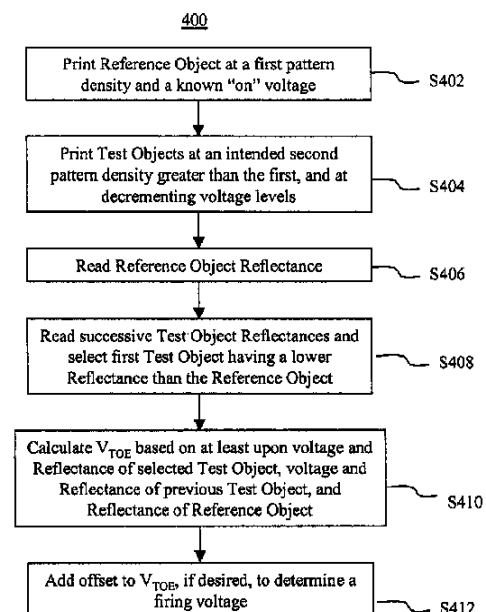 400
Print Reference Object at a first pattern
density and a known “on” voltage
S402
Print Test Objects at an intended second
pattern density greater than the first, and at
decrementing voltage levels
S404
Read Reference Object Reflectance
S406
Read successive Test Object Reflectances and
select first Test Object having a lower
Reflectance than the Reference Object
S408
Calculate VTOE based on at least upon voltage and
Reflectance of selected Test Object, voltage and
Reflectance of previous Test Object, and
Reflectance of Reference Object
S410
Add offset to VTOE, if desired, to determine a
firing voltage
S412